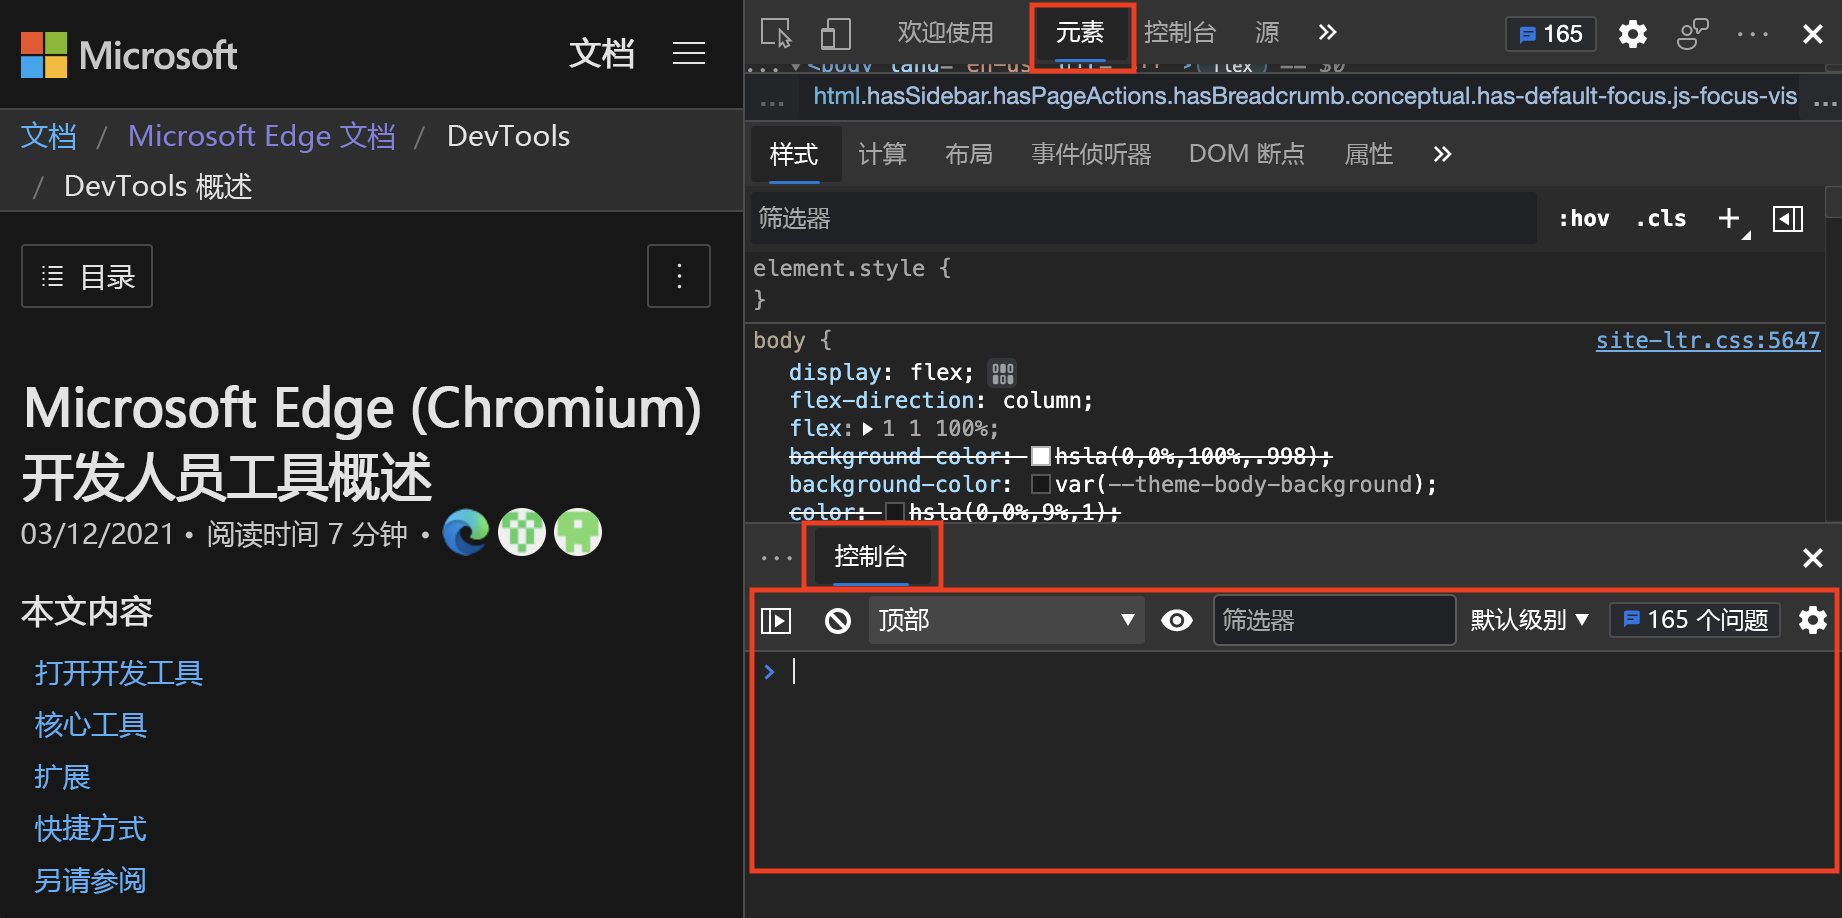 Microsoft
文档
文档 / Microsoft Edge 文档 / DevTools
/ DevTools 概述
目录
Microsoft Edge (Chromium)
开发人员工具概述
03/12/2021 • 阅读时间 7 分钟 •
本文内容
打开开发工具
核心工具
扩展
快捷方式
另请参阅
欢迎使用 元素 控制台 源 » 165 ···
html.hasSidebar.hasPageActions.hasBreadcrumb.conceptual.has-default-focus.js-focus-vis
样式 计算 布局 事件侦听器 DOM 断点 属性 »
筛选器 :hov .cls +
element.style {
}
body { site-ltr.css:5647
display: flex;
flex-direction: column;
flex: 1 1 100%;
background-color: hsla(0,0%,100%,.998);
background-color: var(--theme-body-background);
color: hsla(0,0%,9%,1);
··· 控制台
顶部 筛选器 默认级别 165 个问题
>